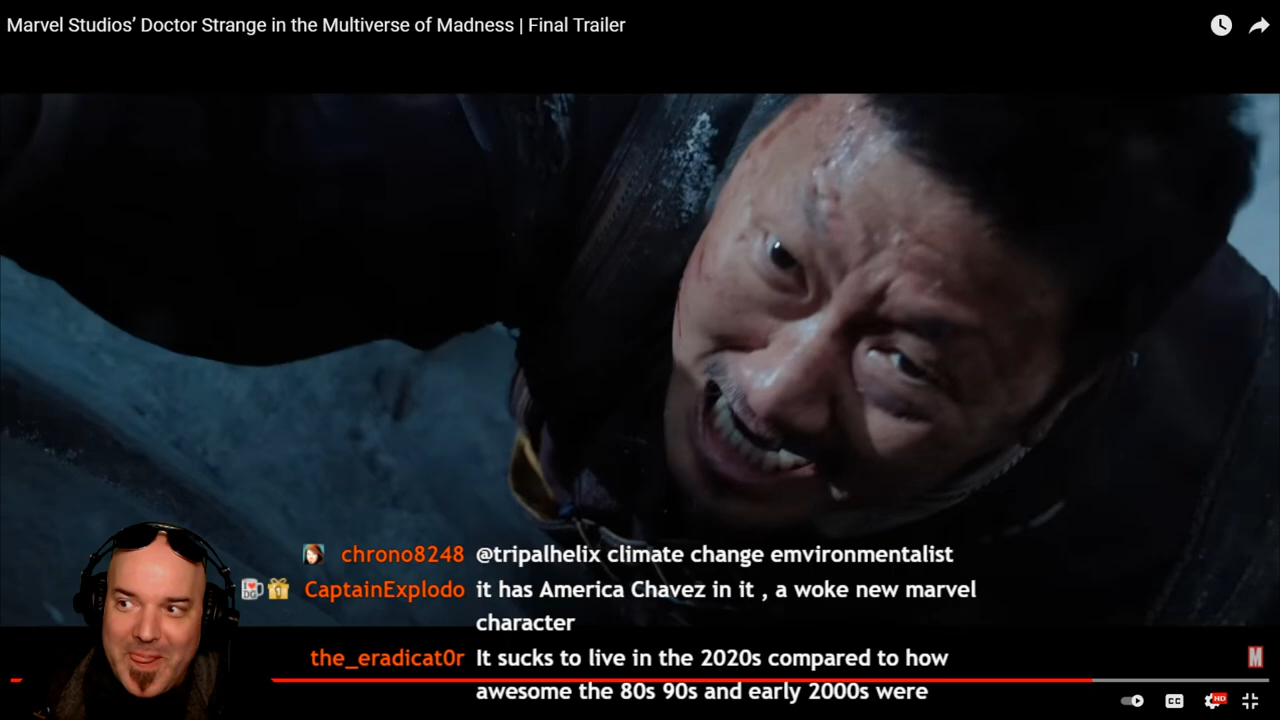 Marvel Studios’ Doctor Strange in the Multiverse of Madness | Final Trailer
chrono8248 @tripalhelix climate change emvironmentalist
CaptainExplodo it has America Chavez in it , a woke new marvel
character
the_eradicat0r It sucks to live in the 2020s compared to how
awesome the 80s 90s and early 2000s were
M
CC HD